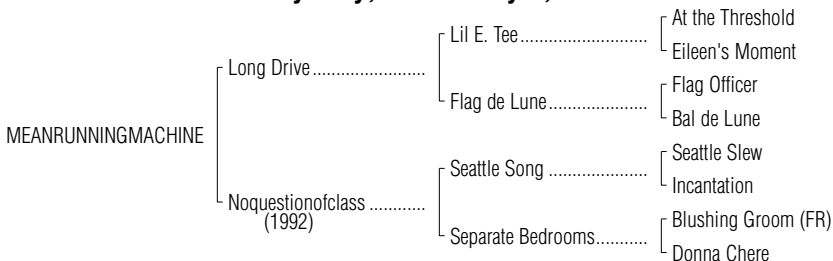 At the Threshold
Lil E. Tee
Eileen's Moment
Long Drive
Flag Officer
Flag de Lune
Bal de Lune
MEANRUNNINGMACHINE
Seattle Slew
Seattle Song
Incantation
Noquestionofclass
(1992)
Blushing Groom (FR)
Separate Bedrooms
Donna Chere